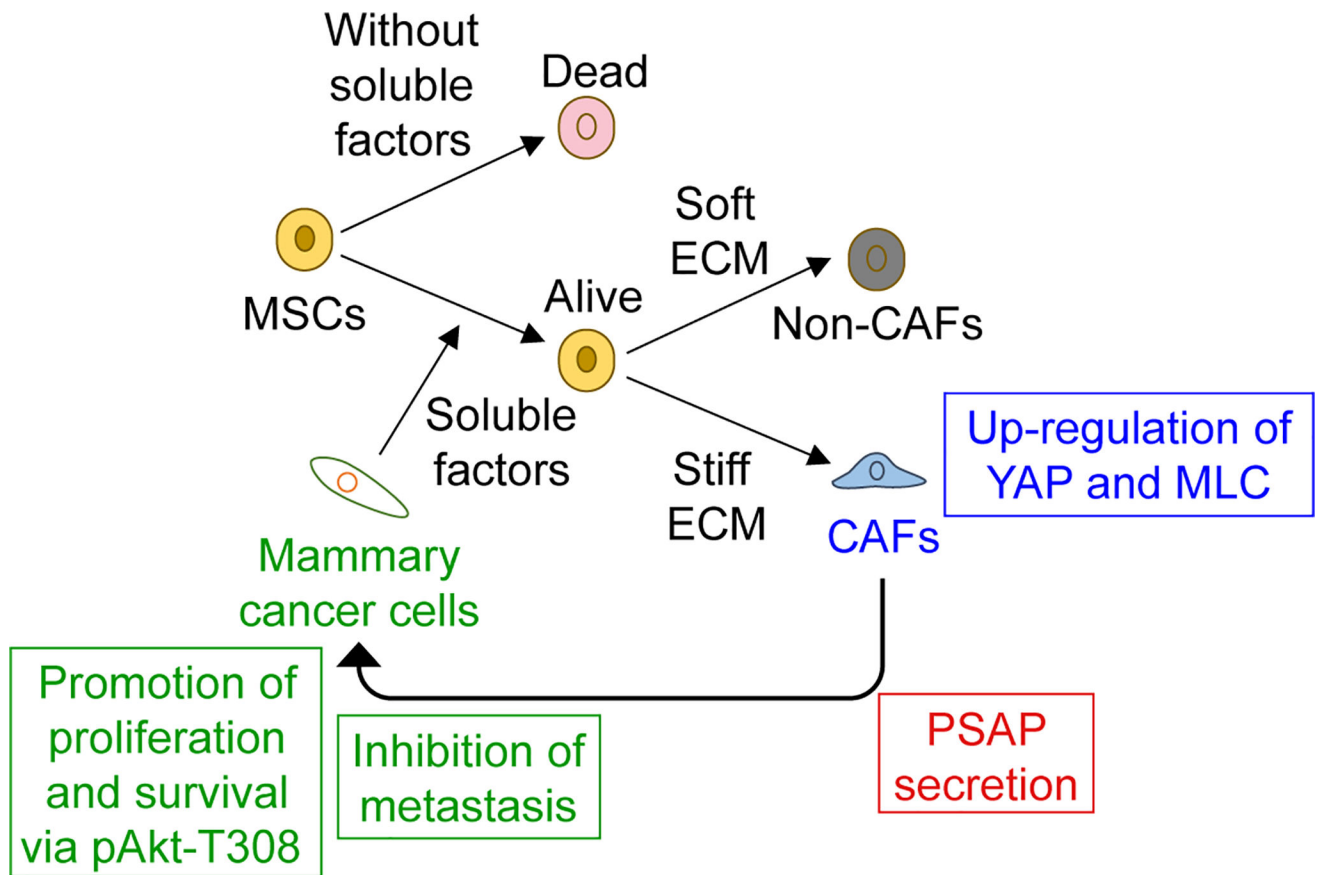 Without
soluble
factors
Dead
MSCs
Alive
Soft
ECM
Non-CAFs
Soluble
factors
Stiff
ECM
CAFs
Up-regulation of
YAP and MLC
Mammary
cancer cells
Promotion of
proliferation
and survival
via pAkt-T308
Inhibition of
metastasis
PSAP
secretion